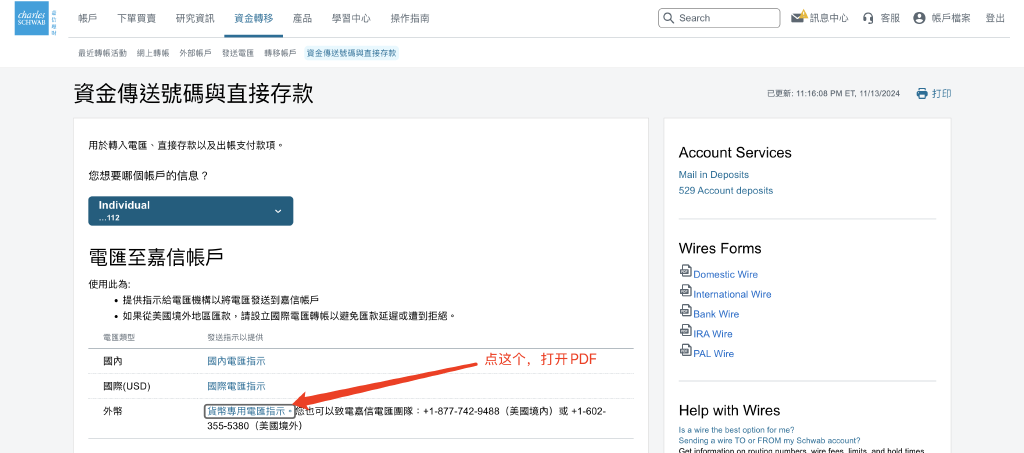 charles
SCHWAB
嘉信理財
帳戶 下單買賣 研究資訊 資金轉移 產品 學習中心 操作指南
Search
訊息中心 客服 帳戶檔案 登出
最近轉帳活動 網上轉帳 外部帳戶 發送電匯 轉移帳戶 資金傳送號碼與直接存款
資金傳送號碼與直接存款
已更新: 11:16:08 PM ET, 11/13/2024 打印
用於轉入電匯、直接存款以及出帳支付款項。
您想要哪個帳戶的信息？
Individual
...112
電匯至嘉信帳戶
使用此為:
• 提供指示給電匯機構以將電匯發送到嘉信帳戶
• 如果從美國境外地區匯款，請設立國際電匯轉帳以避免匯款延遲或遭到拒絕。
電匯類型 發送指示以提供
國內 國內電匯指示
國際(USD) 國際電匯指示
点这个，打开PDF
外幣 貨幣專用電匯指示。您也可以致電嘉信電匯團隊：+1-877-742-9488（美國境內）或 +1-602-
355-5380（美國境外）
Account Services
Mail in Deposits
529 Account deposits
Wires Forms
Domestic Wire
International Wire
Bank Wire
IRA Wire
PAL Wire
Help with Wires
Is a wire the best option for me?
Sending a wire TO or FROM my Schwab account?
Get information on routing numbers, wire fees, limits, and hold times